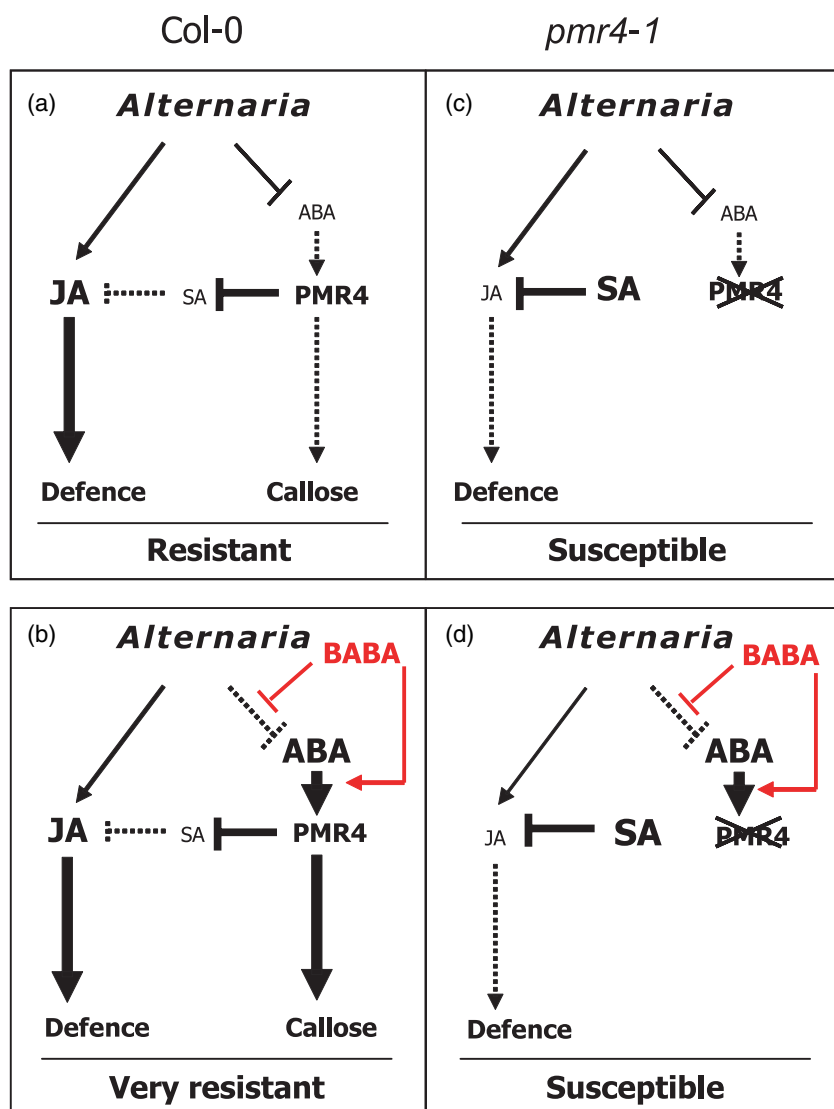 Col-0
pmr4-1
(a)
Alternaria
ABA
JA
SA
PMR4
Defence
Callose
Resistant
(c)
Alternaria
ABA
JA
SA
PMR4
Defence
Susceptible
(b)
Alternaria
BABA
ABA
JA
SA
PMR4
Defence
Callose
Very resistant
(d)
Alternaria
BABA
ABA
JA
SA
PMR4
Defence
Susceptible